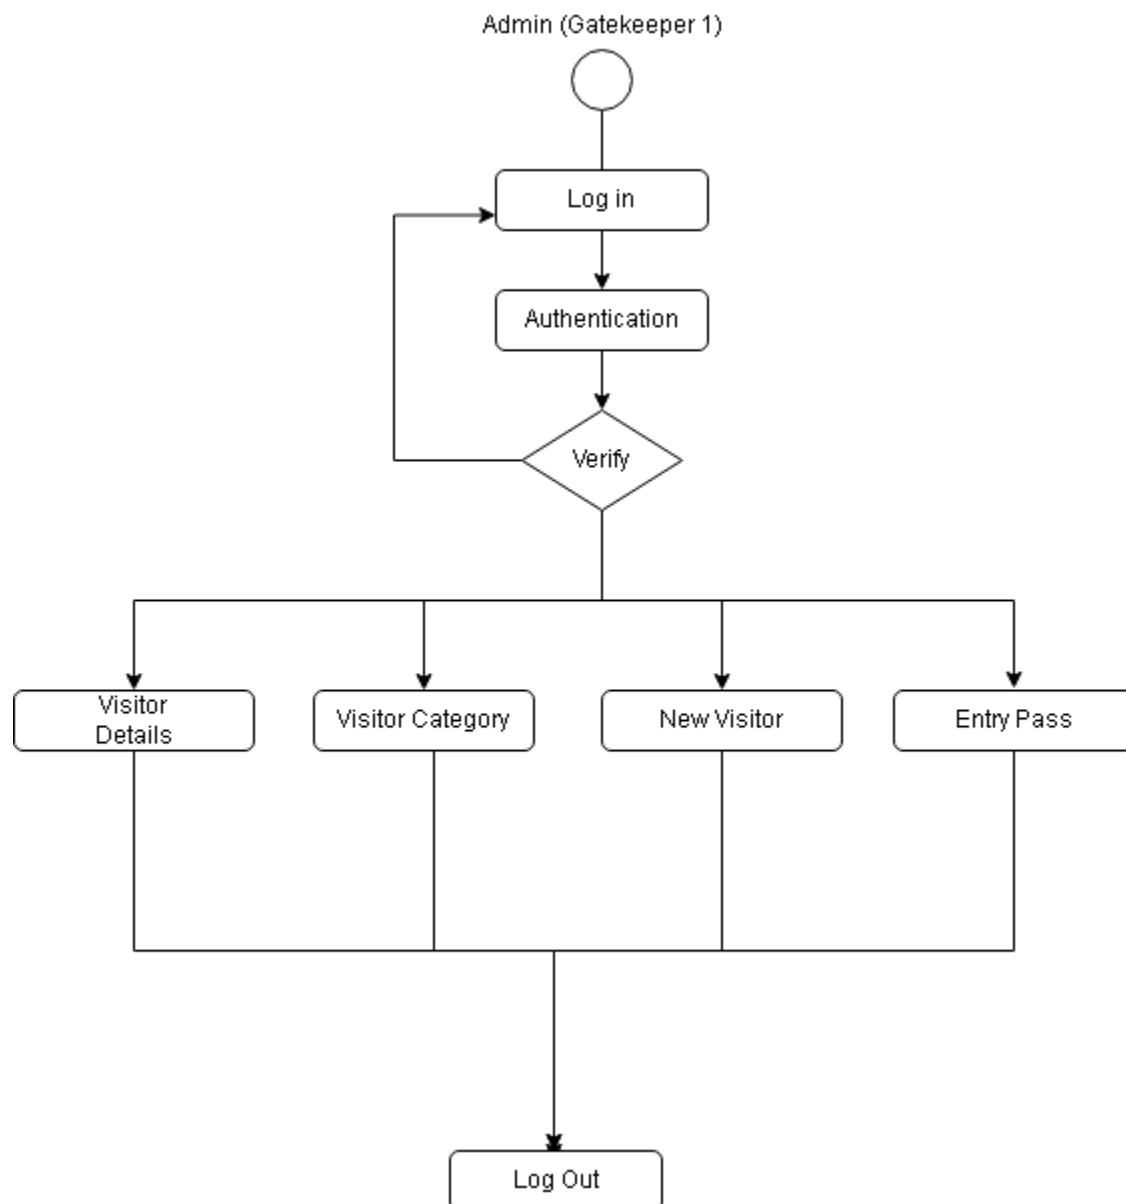 Admin (Gatekeeper 1)
Log in
Authentication
Verify
Visitor
Details
Visitor Category
New Visitor
Entry Pass
Log Out